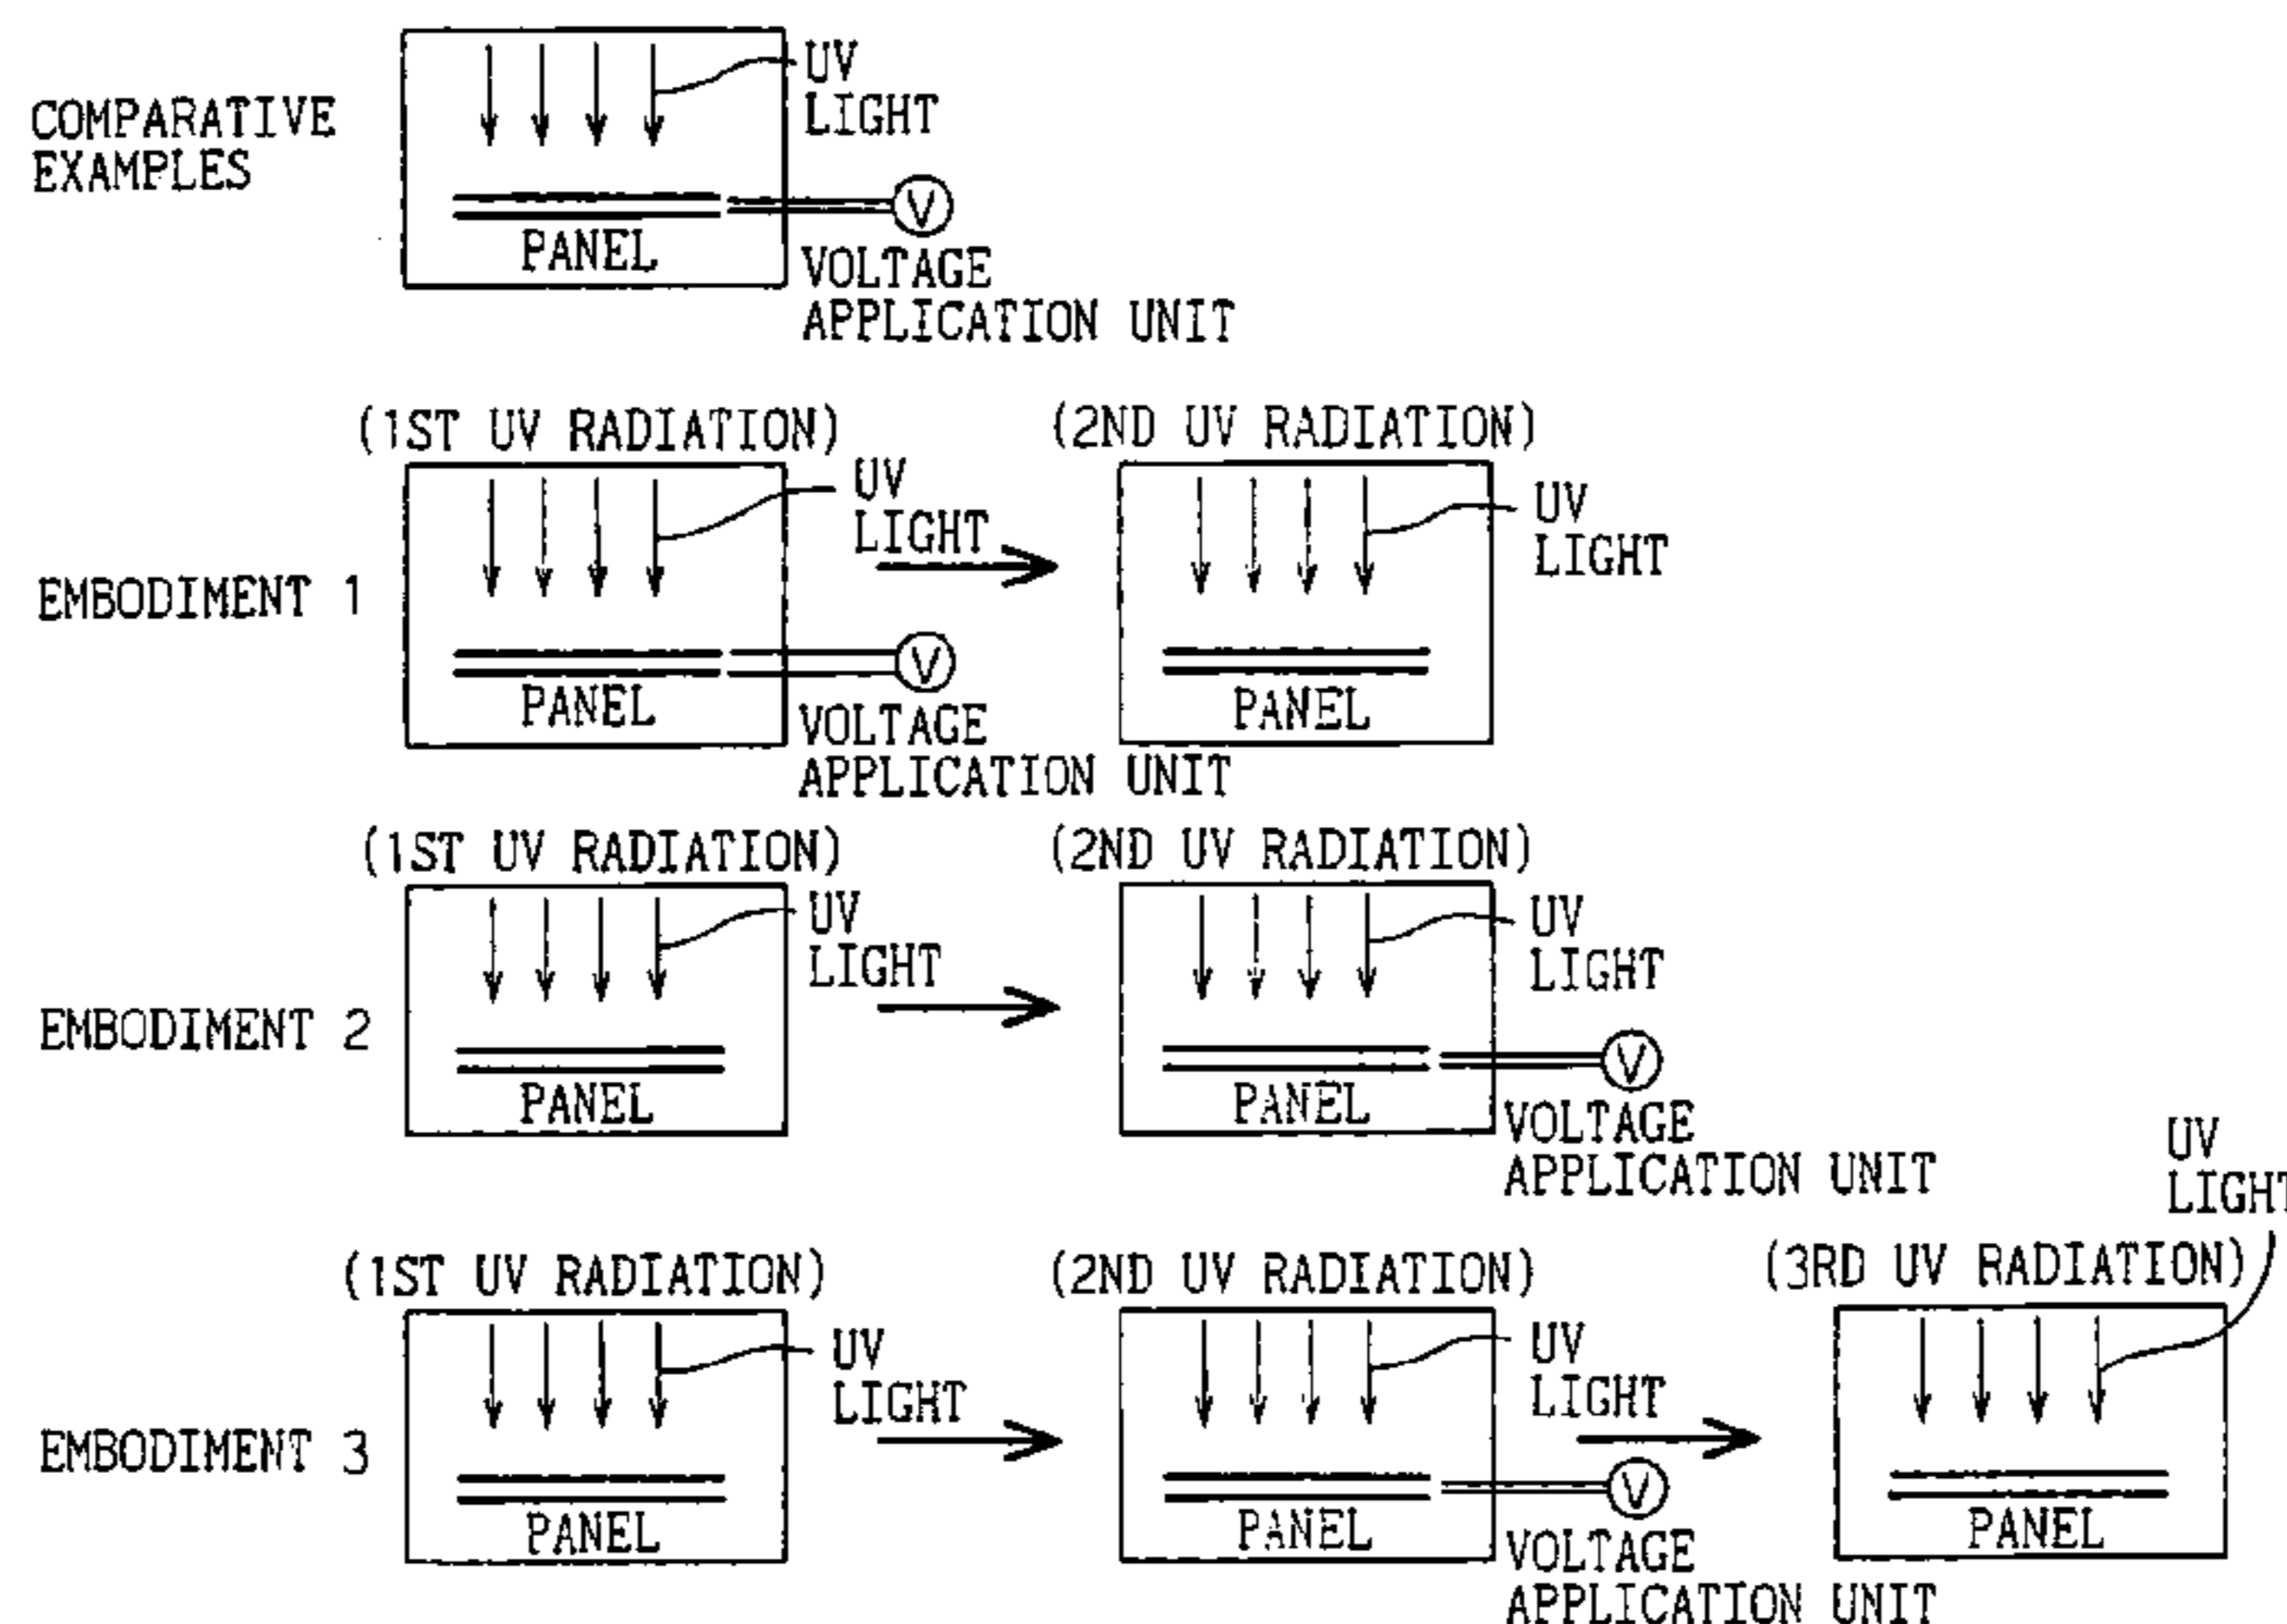 COMPARATIVE
EXAMPLES
UV
LIGHT
PANEL
V
VOLTAGE
APPLICATION UNIT
EMBODIMENT 1
(1ST UV RADIATION)
UV
LIGHT
PANEL
V
VOLTAGE
APPLICATION UNIT
(2ND UV RADIATION)
UV
LIGHT
PANEL
EMBODIMENT 2
(1ST UV RADIATION)
UV
LIGHT
PANEL
(2ND UV RADIATION)
UV
LIGHT
PANEL
V
VOLTAGE
APPLICATION UNIT
EMBODIMENT 3
(1ST UV RADIATION)
UV
LIGHT
PANEL
(2ND UV RADIATION)
UV
LIGHT
PANEL
V
VOLTAGE
APPLICATION UNIT
(3RD UV RADIATION)
UV
LIGHT
PANEL